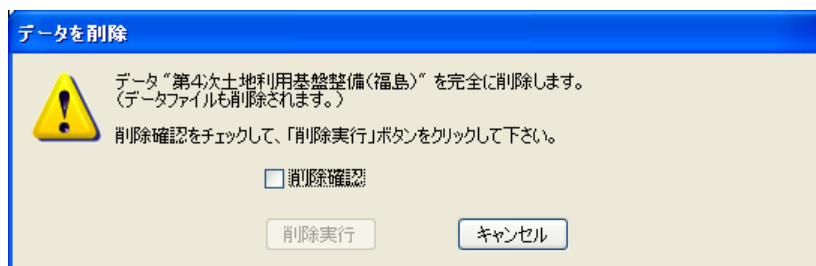 データを削除
データ “第4次土地利用基盤整備(福島)” を完全に削除します。
(データファイルも削除されます。)
削除確認をチェックして、「削除実行」ボタンをクリックして下さい。
削除確認
削除実行
キャンセル